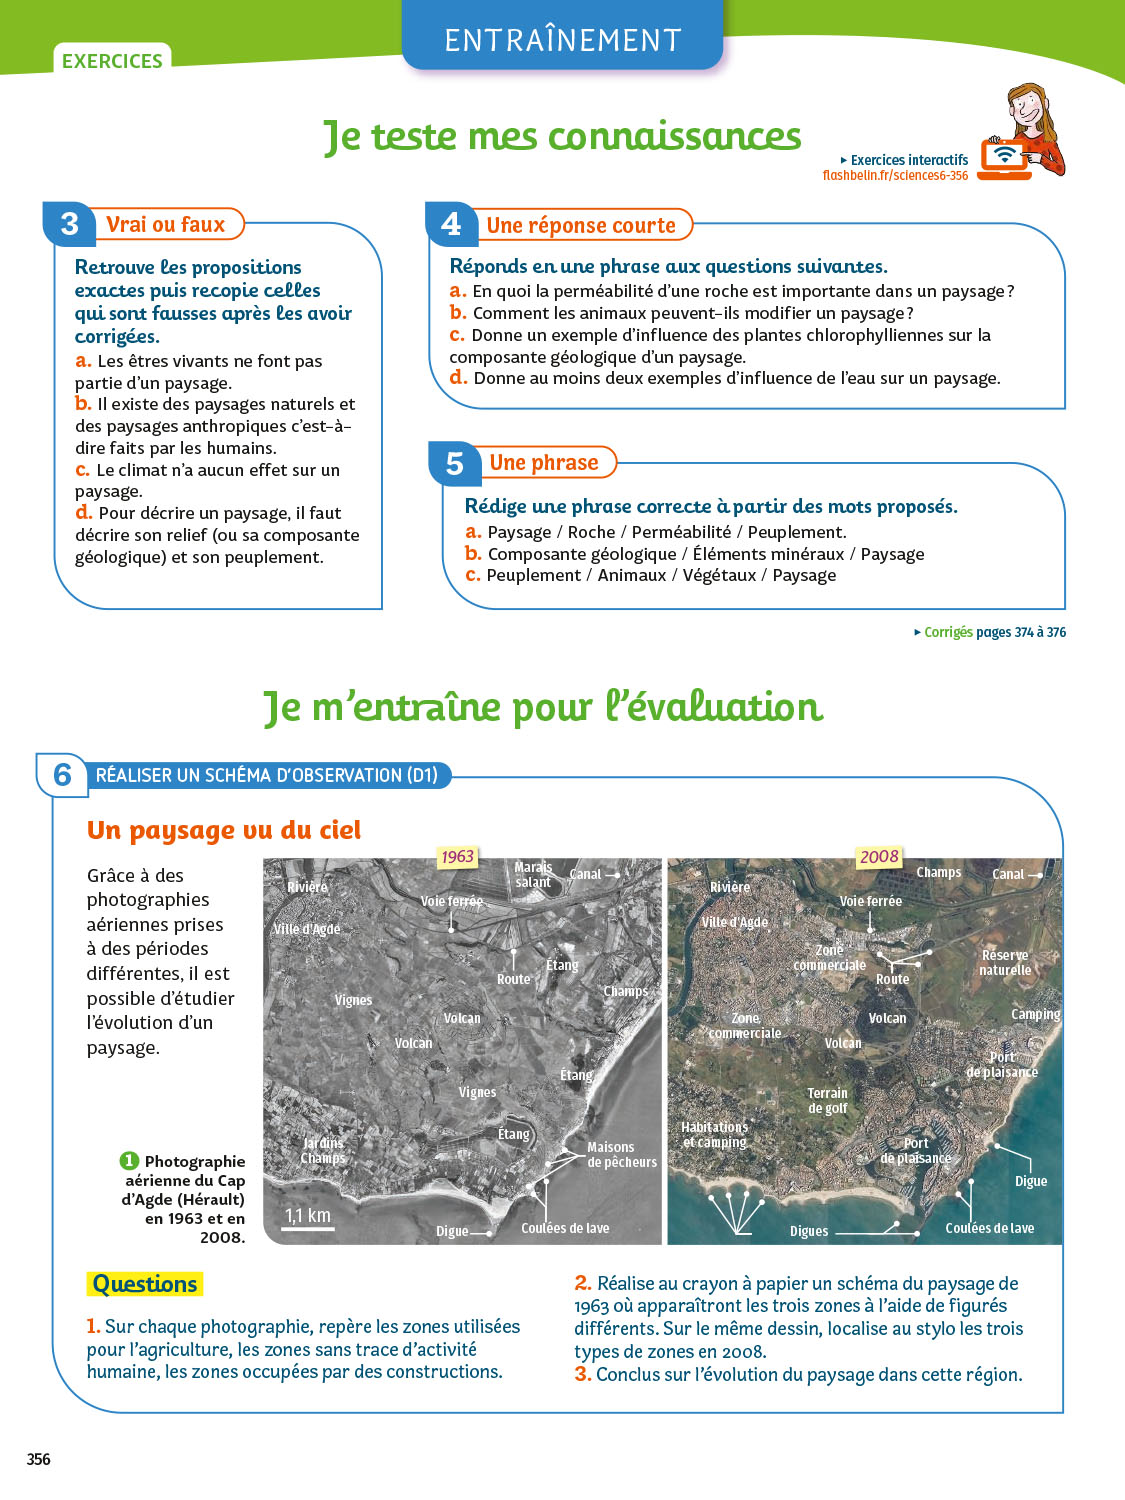 ENTRAÎNEMENT
EXERCICES
Je teste mes connaissances
▸ Exercices interactifs
flashbelin.fr/sciences6-356
3 Vrai ou faux
Retrouve les propositions
exactes puis recopie celles
qui sont fausses après les avoir
corrigées.
a. Les êtres vivants ne font pas
partie d'un paysage.
b. Il existe des paysages naturels et
des paysages anthropiques c'est-à-
dire faits par les humains.
c. Le climat n'a aucun effet sur un
paysage.
d. Pour décrire un paysage, il faut
décrire son relief (ou sa composante
géologique) et son peuplement.
4 Une réponse courte
Réponds en une phrase aux questions suivantes.
a. En quoi la perméabilité d'une roche est importante dans un paysage ?
b. Comment les animaux peuvent-ils modifier un paysage ?
c. Donne un exemple d'influence des plantes chlorophylliennes sur la
composante géologique d'un paysage.
d. Donne au moins deux exemples d'influence de l'eau sur un paysage.
5 Une phrase
Rédige une phrase correcte à partir des mots proposés.
a. Paysage / Roche / Perméabilité / Peuplement.
b. Composante géologique / Éléments minéraux / Paysage
c. Peuplement / Animaux / Végétaux / Paysage
▸ Corrigés pages 374 à 376
Je m'entraîne pour l'évaluation
6 RÉALISER UN SCHÉMA D'OBSERVATION (D1)
Un paysage vu du ciel
Grâce à des
photographies
aériennes prises
à des périodes
différentes, il est
possible d'étudier
l'évolution d'un
paysage.
1 Photographie
aérienne du Cap
d'Agde (Hérault)
en 1963 et en
2008.
1963
Marais
salant
Canal
Rivière
Voie ferrée
Ville d'Agde
Étang
Route
Champs
Vignes
Volcan
Volcan
Étang
Vignes
Étang
Jardins
Champs
Maisons
de pêcheurs
1,1 km
Digue
Coulées de lave
2008
Champs
Canal
Rivière
Voie ferrée
Ville d'Agde
Zone
commerciale
Route
Réserve
naturelle
Zone
commerciale
Volcan
Camping
Volcan
Port
de plaisance
Terrain
de golf
Habitations
et camping
Port
de plaisance
Digue
Digues
Coulées de lave
Questions
1. Sur chaque photographie, repère les zones utilisées
pour l'agriculture, les zones sans trace d'activité
humaine, les zones occupées par des constructions.
2. Réalise au crayon à papier un schéma du paysage de
1963 où apparaîtront les trois zones à l'aide de figurés
différents. Sur le même dessin, localise au stylo les trois
types de zones en 2008.
3. Conclus sur l'évolution du paysage dans cette région.
356